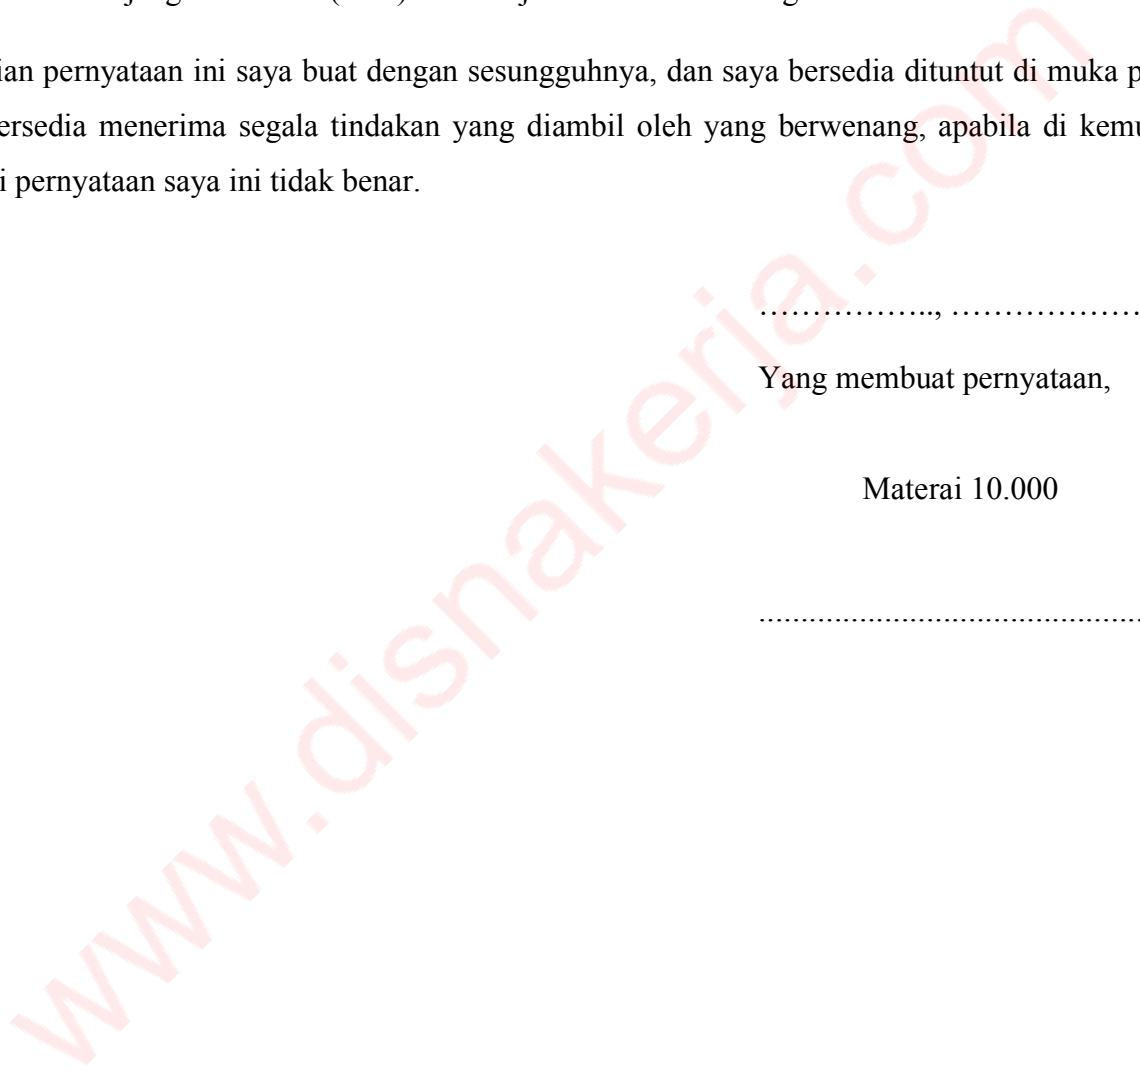 ian pernyataan ini saya buat dengan sesungguhnya, dan saya bersedia dituntut di muka p
ersedia menerima segala tindakan yang diambil oleh yang berwenang, apabila di kemu
i pernyataan saya ini tidak benar.
…………….., …………………
Yang membuat pernyataan,
Materai 10.000
..............................................
www.disnakerja.com